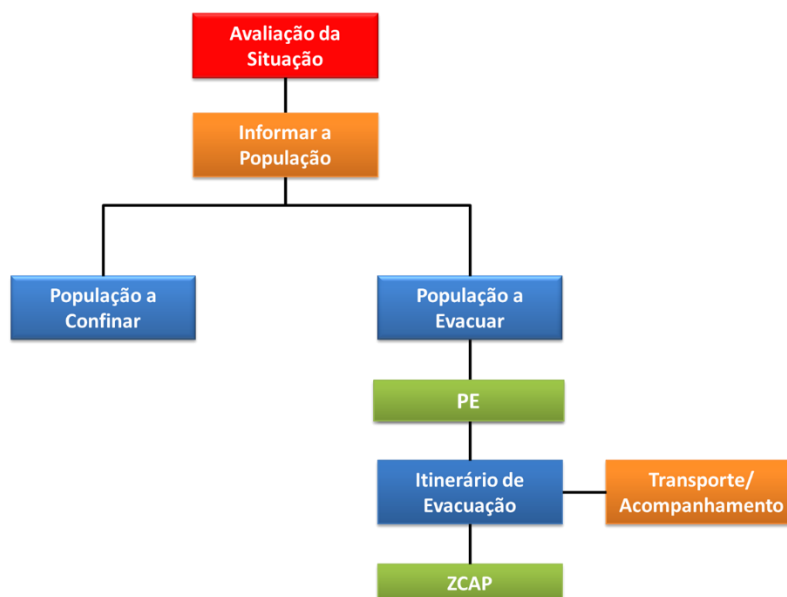 Avaliação da
Situação
Informar a
População
População a
Confinar
População a
Evacuar
PE
Itinerário de
Evacuação
Transporte/
Acompanhamento
ZCAP